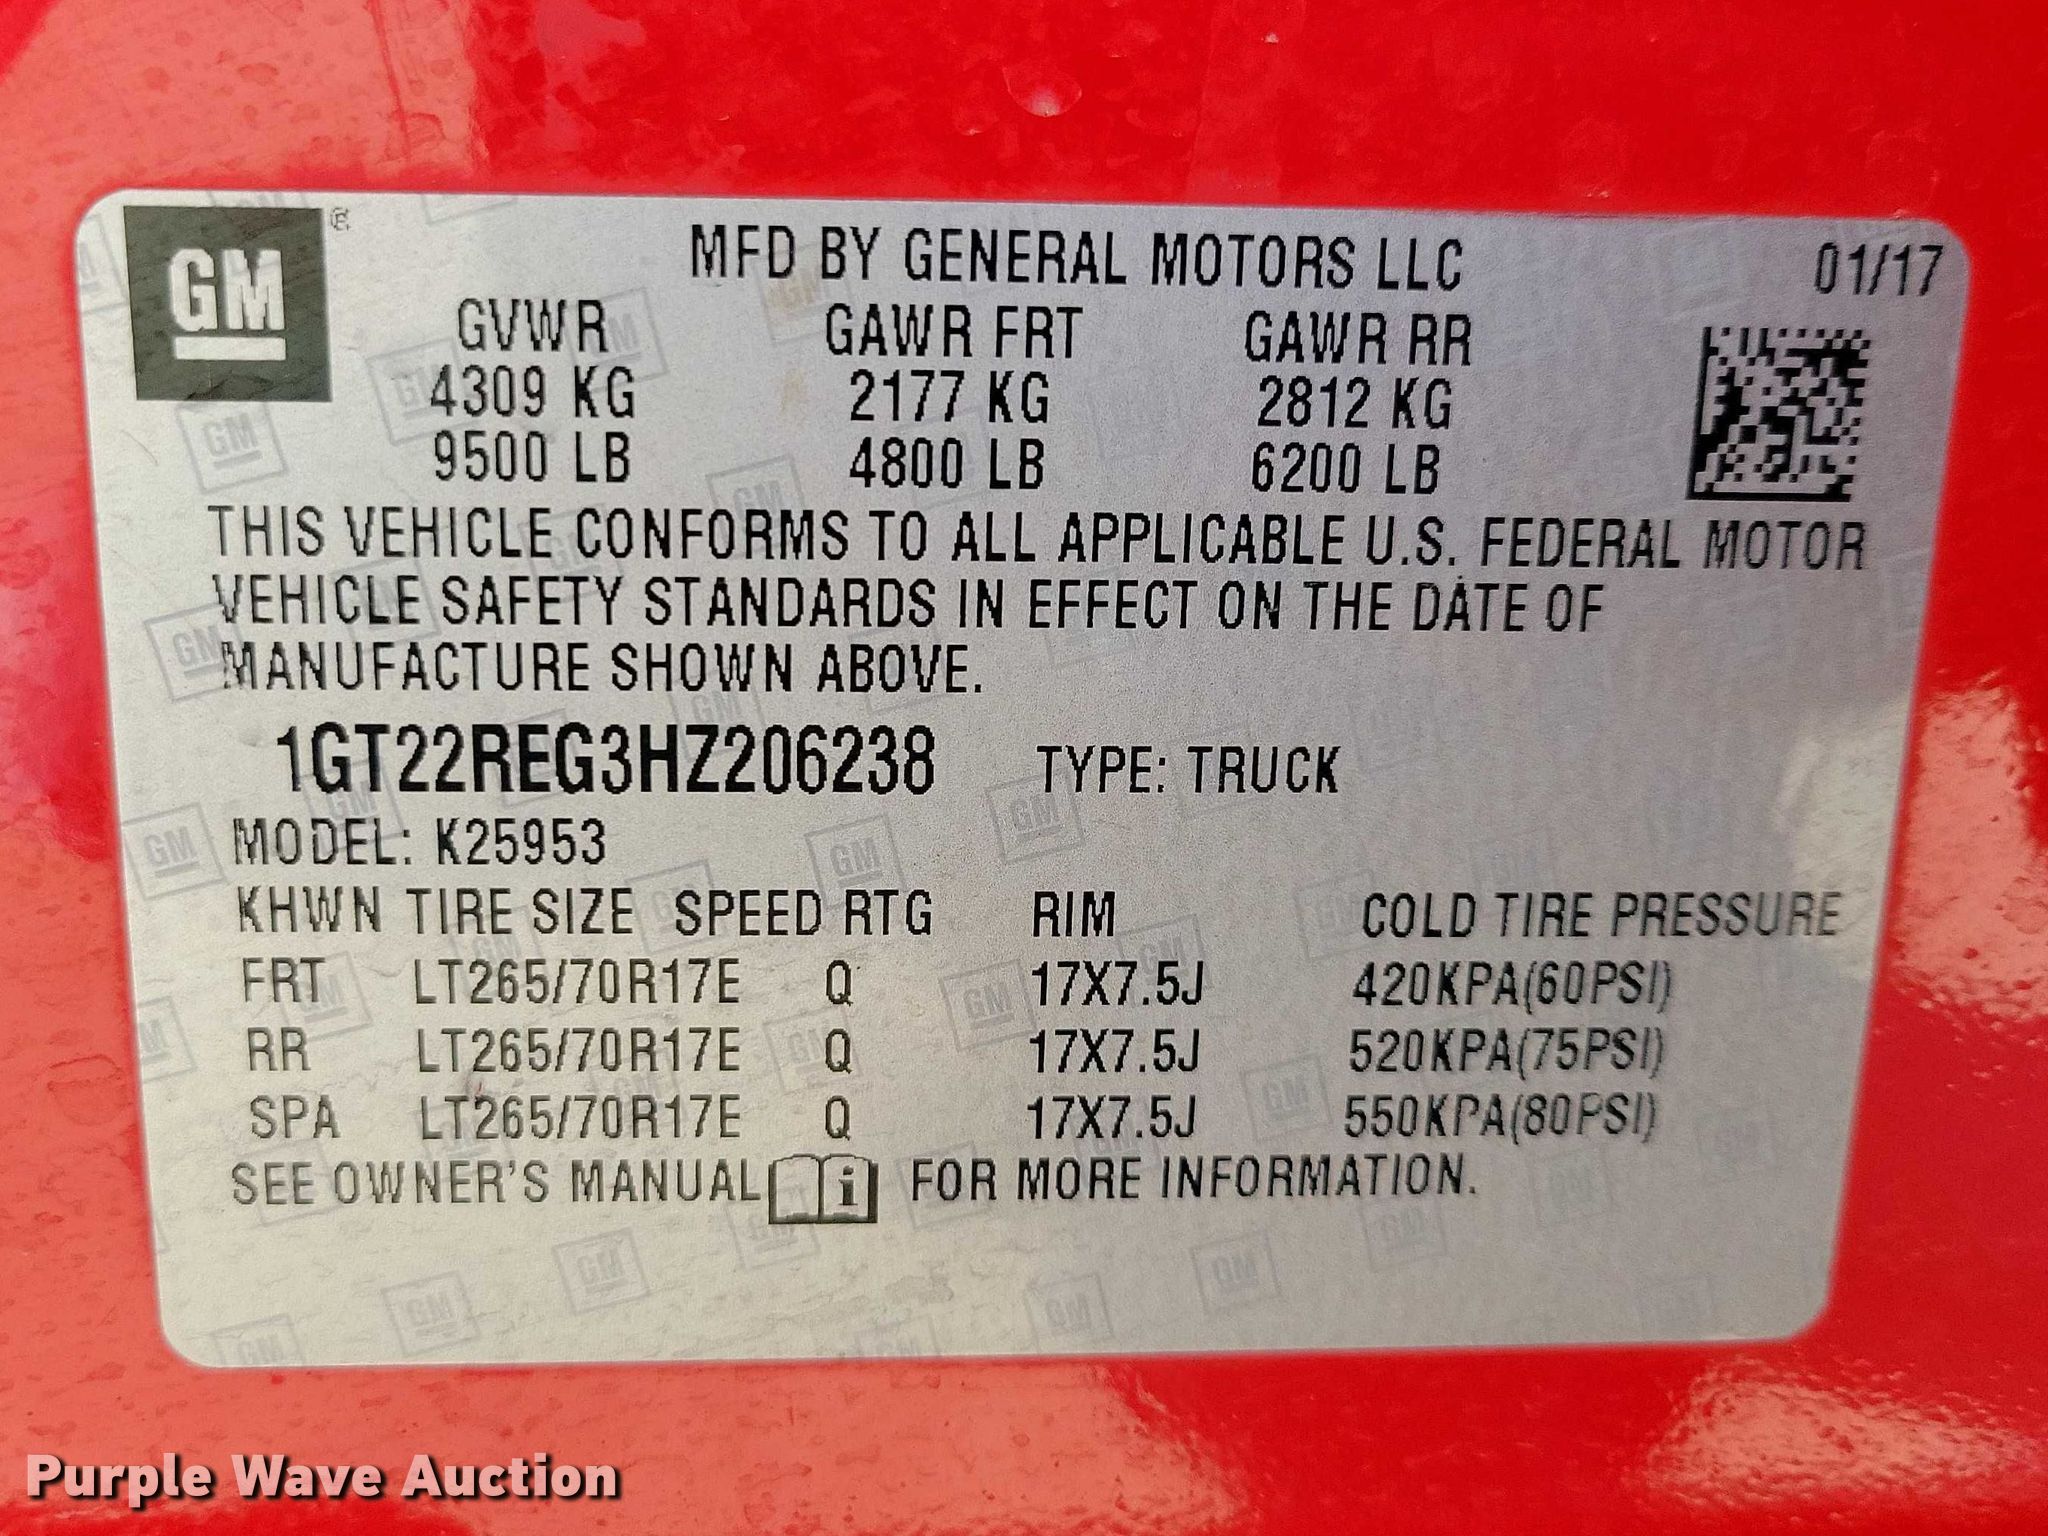 GM
MFD BY GENERAL MOTORS LLC 01/17
GVWR GAWR FRT GAWR RR
4309 KG 2177 KG 2812 KG
9500 LB 4800 LB 6200 LB
THIS VEHICLE CONFORMS TO ALL APPLICABLE U.S. FEDERAL MOTOR
VEHICLE SAFETY STANDARDS IN EFFECT ON THE DATE OF
MANUFACTURE SHOWN ABOVE.
1GT22REG3HZ206238 TYPE: TRUCK
MODEL: K25953
KHWN TIRE SIZE SPEED RTG RIM COLD TIRE PRESSURE
FRT LT265/70R17E Q 17X7.5J 420KPA(60PSI)
RR LT265/70R17E Q 17X7.5J 520KPA(75PSI)
SPA LT265/70R17E Q 17X7.5J 550KPA(80PSI)
SEE OWNER'S MANUAL i FOR MORE INFORMATION.
Purple Wave Auction